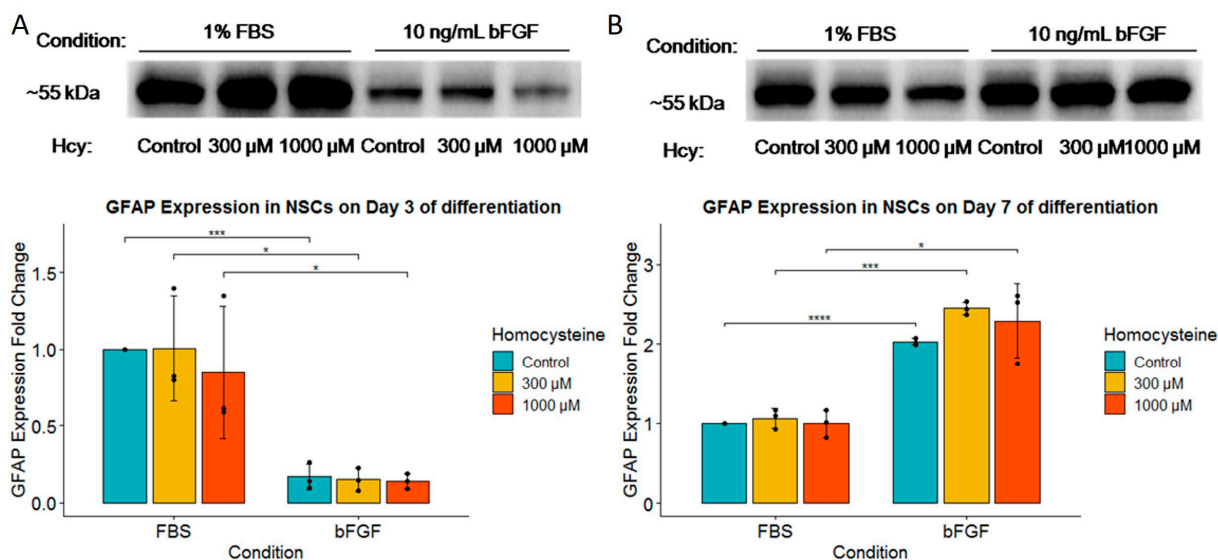 A
Condition:
1% FBS
10 ng/mL bFGF
~55 kDa
Hcy:
Control 300 µM 1000 µM Control 300 µM 1000 µM
GFAP Expression in NSCs on Day 3 of differentiation
GFAP Expression Fold Change
1.5
1.0
0.5
0.0
***
*
*
FBS
bFGF
Condition
Homocysteine
Control
300 µM
1000 µM
B
Condition:
1% FBS
10 ng/mL bFGF
~55 kDa
Hcy:
Control 300 µM 1000 µM Control 300 µM1000 µM
GFAP Expression in NSCs on Day 7 of differentiation
GFAP Expression Fold Change
3
2
1
0
*
***
****
FBS
bFGF
Condition
Homocysteine
Control
300 µM
1000 µM